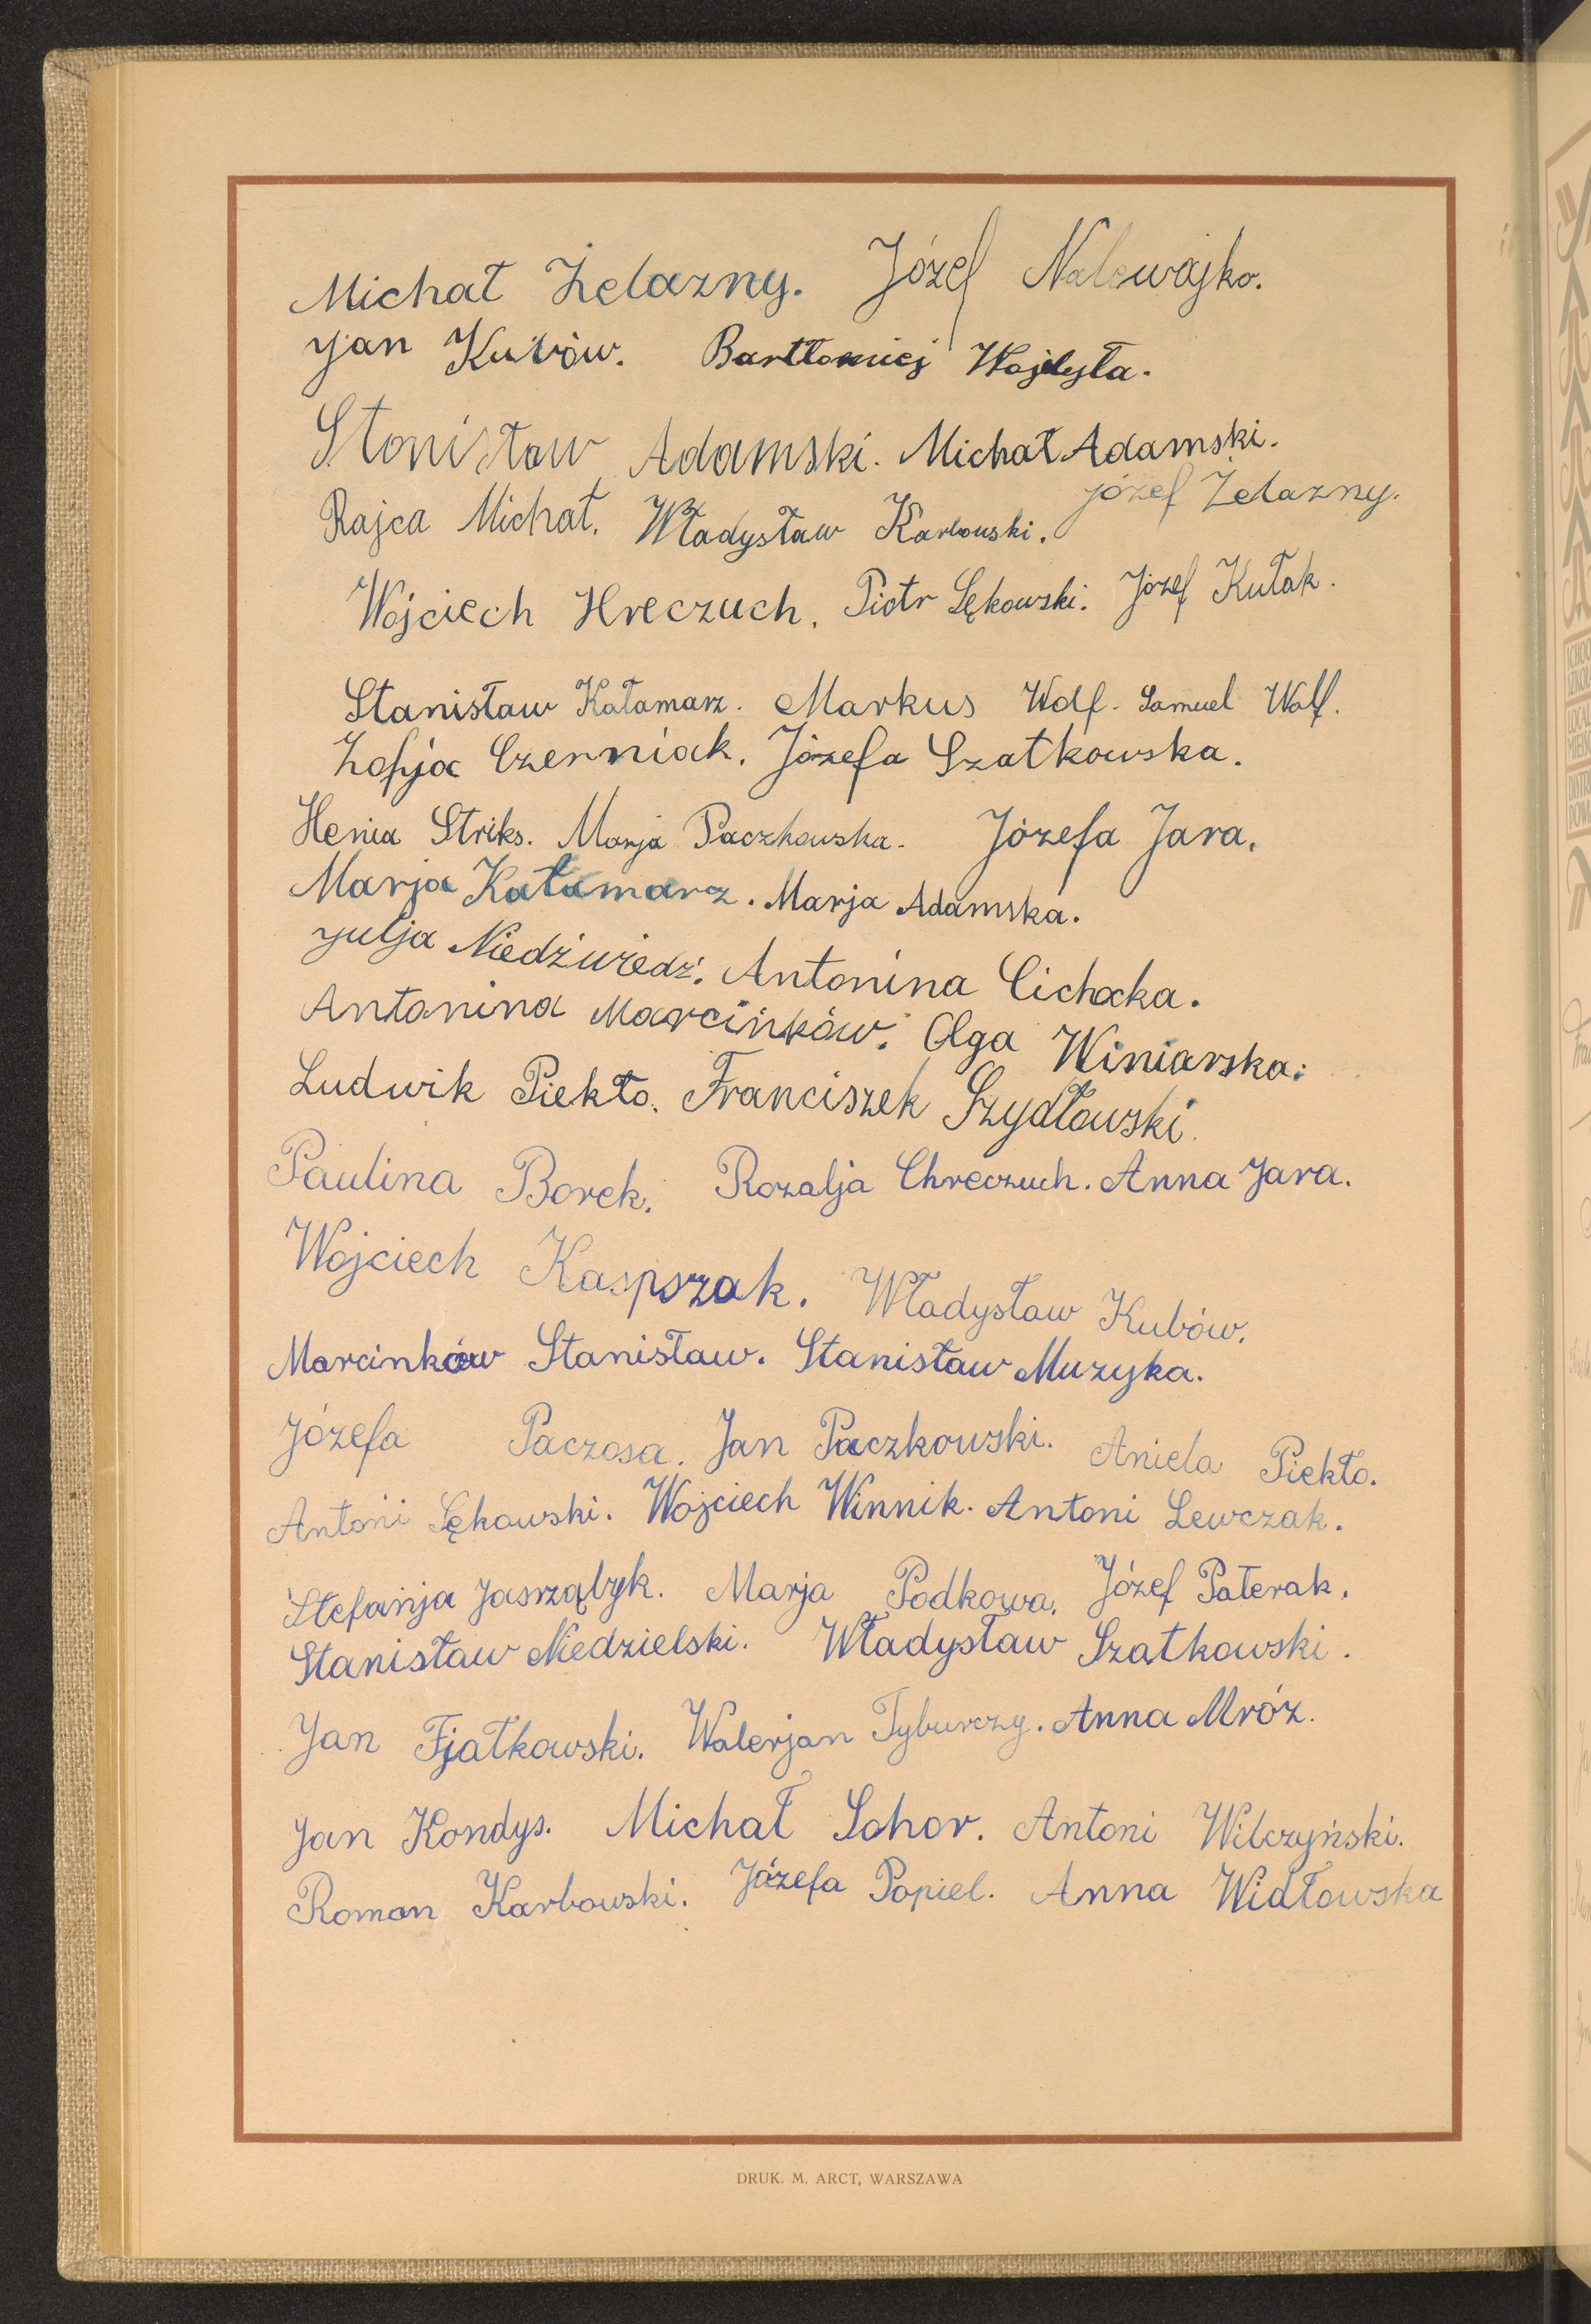 Michał Żelazny. Józef Nalewajko.
Jan Kubów. Bartłomiej Wojdyła.
Stanisław Adamski. Michał Adamski.
Józef Żelazny.
Rajca Michał. Władysław Karbowski.
Wojciech Hreczuch. Piotr Sękowski. Józef Kułak.
Stanisław Kałamarz. Markus Wolf. Samuel Wolf.
Zofja Czerniak. Józefa Szatkowska.
Henia Striks. Marja Paczkowska. Józefa Jara.
Marja Kałamarz. Marja Adamska.
Julja Niedźwiedź. Antonina Cichocka.
Antonina Marcinków. Olga Winiarska.
Ludwik Piekło. Franciszek Szydłowski.
Paulina Borek. Rozalja Chreczuch. Anna Jara.
Wojciech Kaspszak. Władysław Kubów.
Marcinków Stanisław. Stanisław Muzyka.
Józefa Paczosa. Jan Paczkowski. Aniela Piekło.
Antoni Sękowski. Wojciech Winnik. Antoni Lewczak.
Stefanja Jasrząbek. Marja Podkowa. Józef Paterak.
Stanisław Niedzielski. Władysław Szatkowski.
Jan Fjałkowski. Walerjan Tyburczy. Anna Mróz.
Jan Kondys. Michał Sohor. Antoni Wilczyński.
Roman Karbowski. Józefa Popiel. Anna Widłowska
DRUK. M. ARCT, WARSZAWA